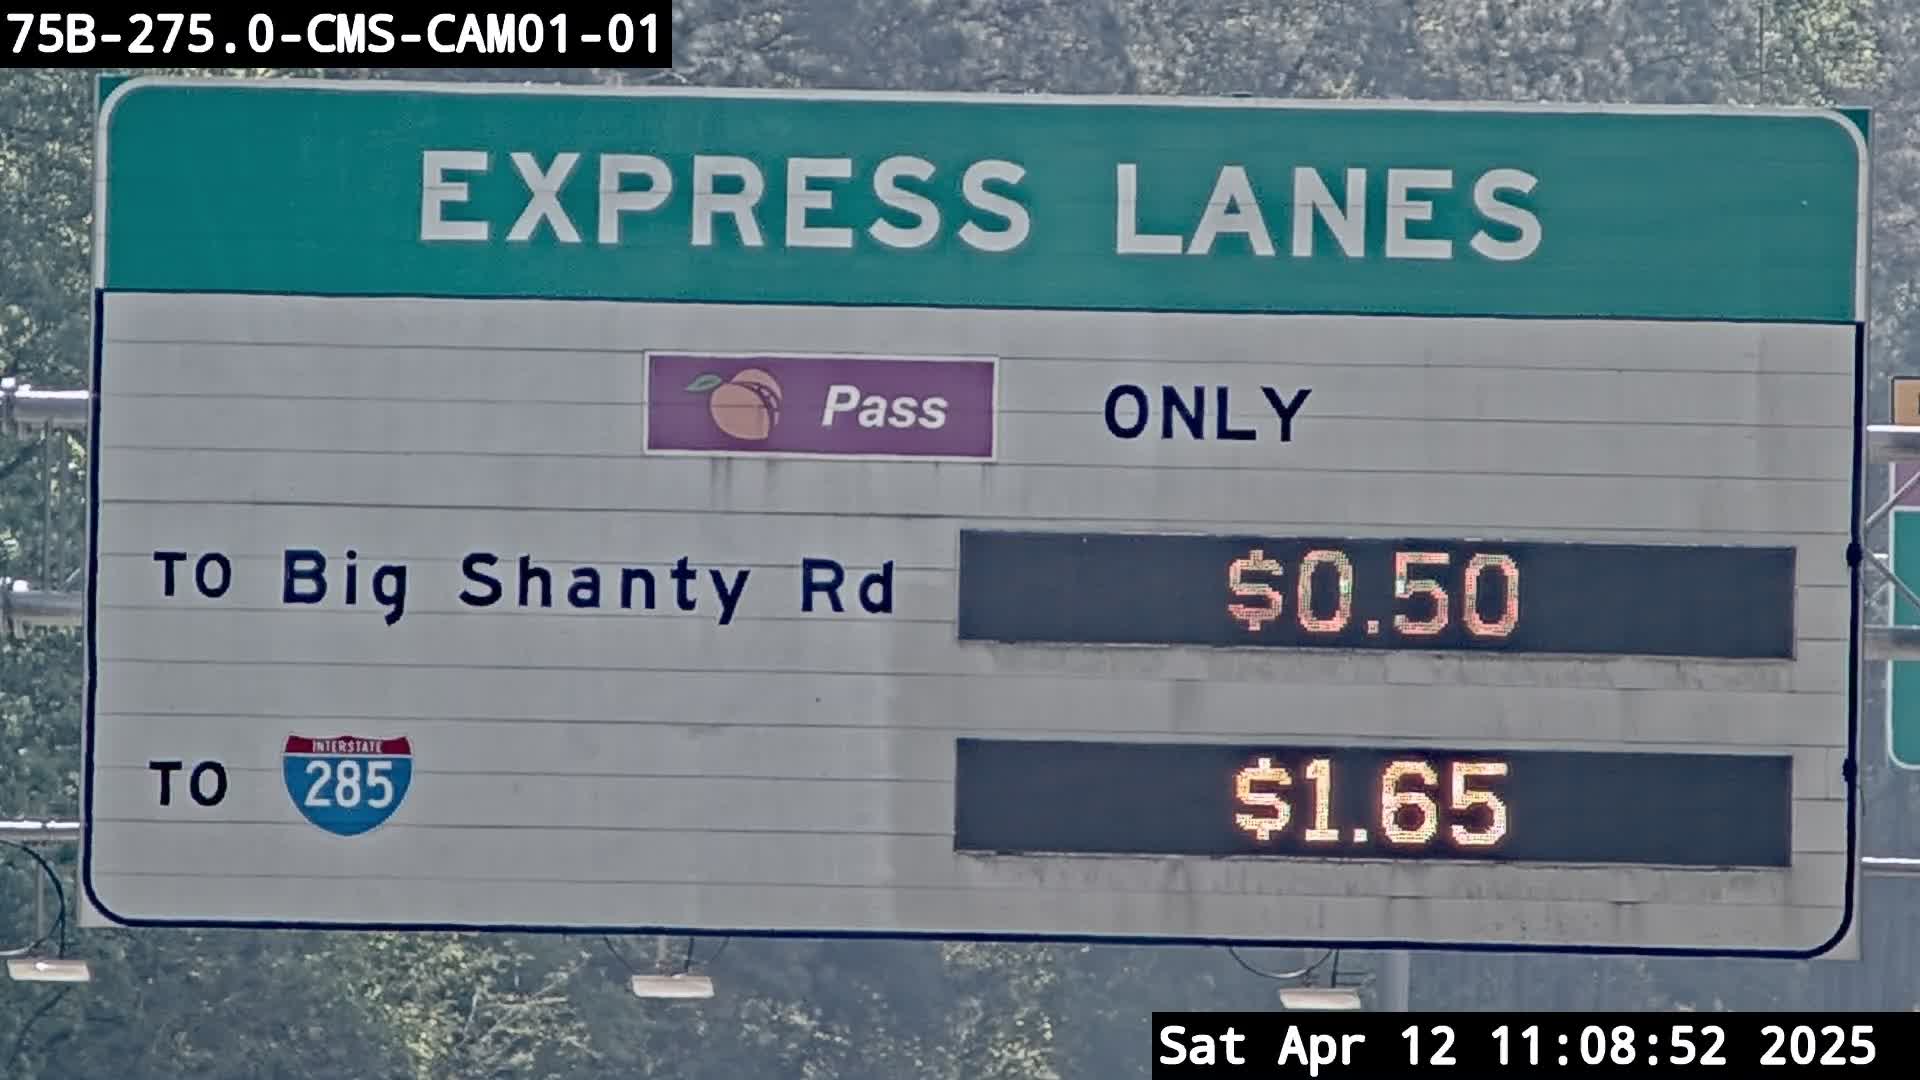 75B-275.0-CMS-CAM01-01
EXPRESS LANES
Pass ONLY
TO Big Shanty Rd $0.50
INTERSTATE
TO 285 $1.65
Sat Apr 12 11:08:52 2025